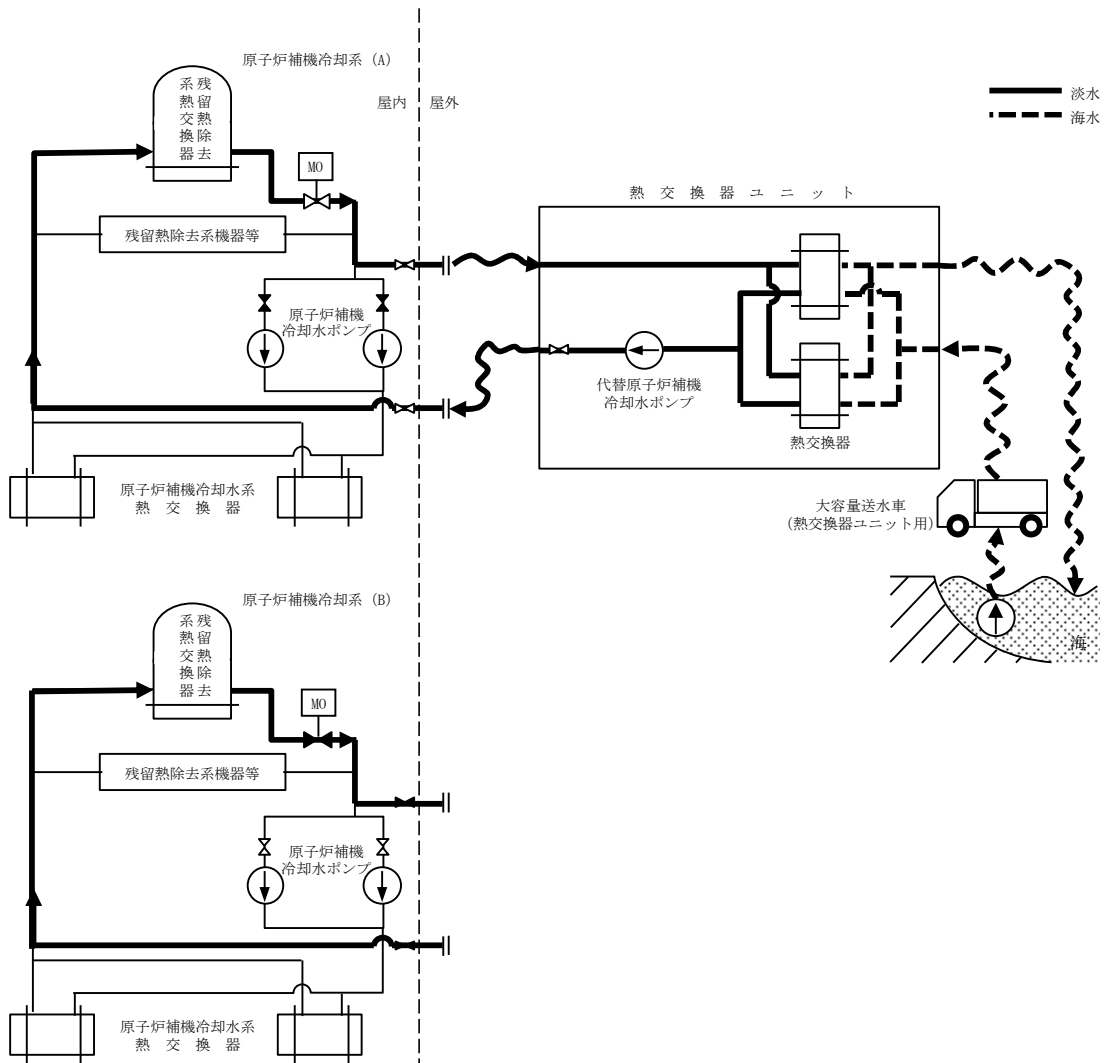 原子炉補機冷却系 (A)
残留熱除去
系熱交換器
屋内
屋外
MO
残留熱除去系機器等
原子炉補機
冷却水ポンプ
原子炉補機冷却水系
熱交換器
淡水
海水
熱交換器ユニット
代替原子炉補機
冷却水ポンプ
熱交換器
大容量送水車
(熱交換器ユニット用)
海
原子炉補機冷却系 (B)
残留熱除去
系熱交換器
MO
残留熱除去系機器等
原子炉補機
冷却水ポンプ
原子炉補機冷却水系
熱交換器